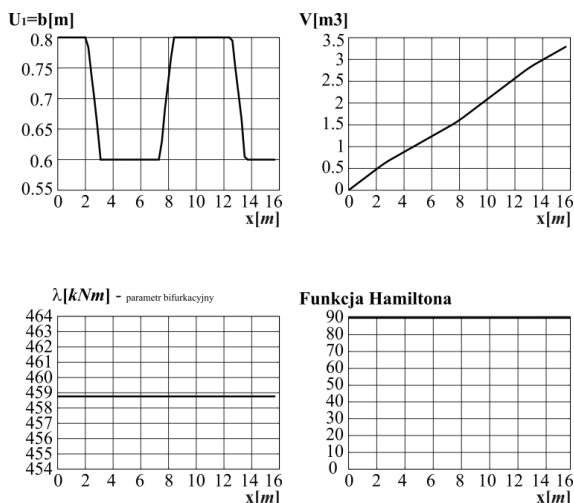 U₁=b[m]
0.8
0.75
0.7
0.65
0.6
0.55
0 2 4 6 8 10 12 14 16
x[m]
V[m3]
3.5
3
2.5
2
1.5
1
0.5
0
0 2 4 6 8 10 12 14 16
x[m]
λ[kNm] - parametr bifurkacyjny
464
463
462
461
460
459
458
457
456
455
454
0 2 4 6 8 10 12 14 16
x[m]
Funkcja Hamiltona
90
80
70
60
50
40
30
20
10
0
0 2 4 6 8 10 12 14 16
x[m]